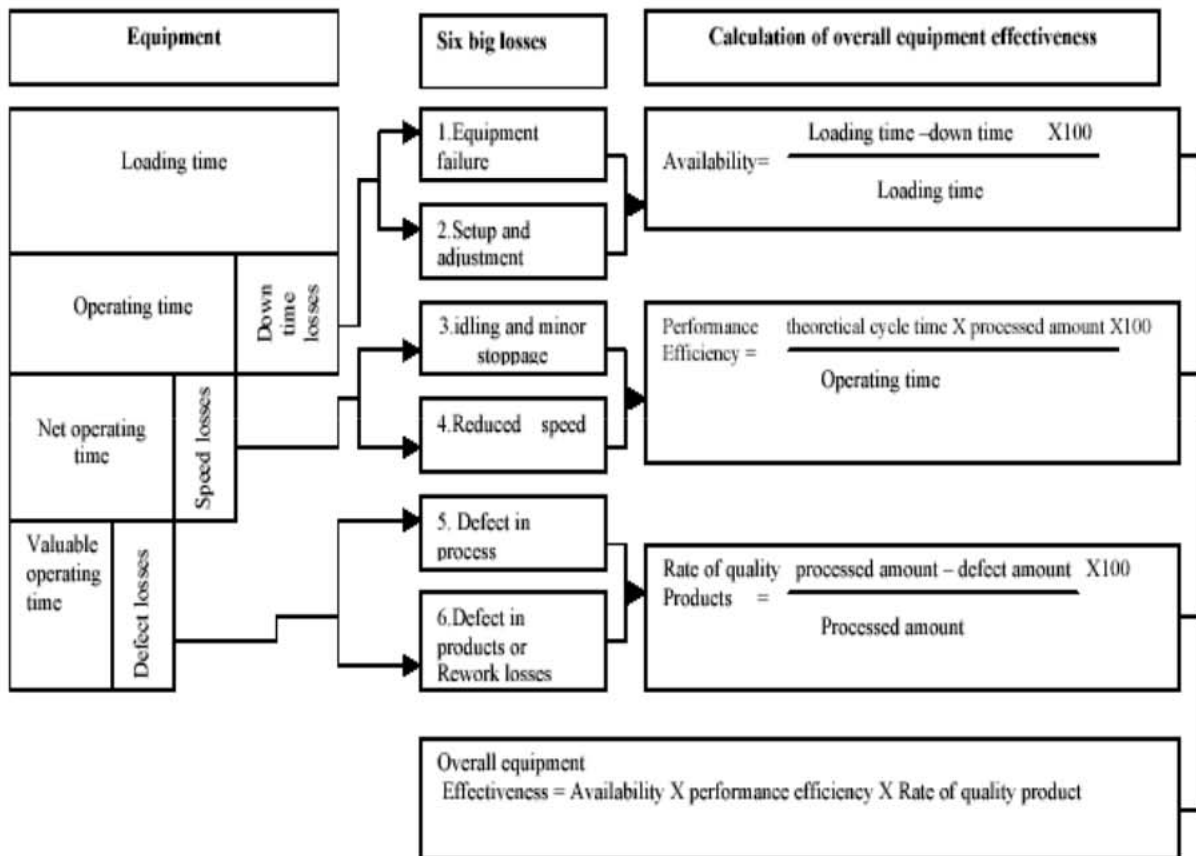 Equipment
Six big losses
Calculation of overall equipment effectiveness
Loading time
Operating time
Down
time
losses
Net operating
time
Speed losses
Valuable
operating
time
Defect losses
1.Equipment
failure
2.Setup and
adjustment
3.idling and minor
stoppage
4.Reduced speed
5. Defect in
process
6.Defect in
products or
Rework losses
Loading time –down time X100
Availability=
Loading time
Performance theoretical cycle time X processed amount X100
Efficiency =
Operating time
Rate of quality processed amount – defect amount X100
Products =
Processed amount
Overall equipment
Effectiveness = Availability X performance efficiency X Rate of quality product